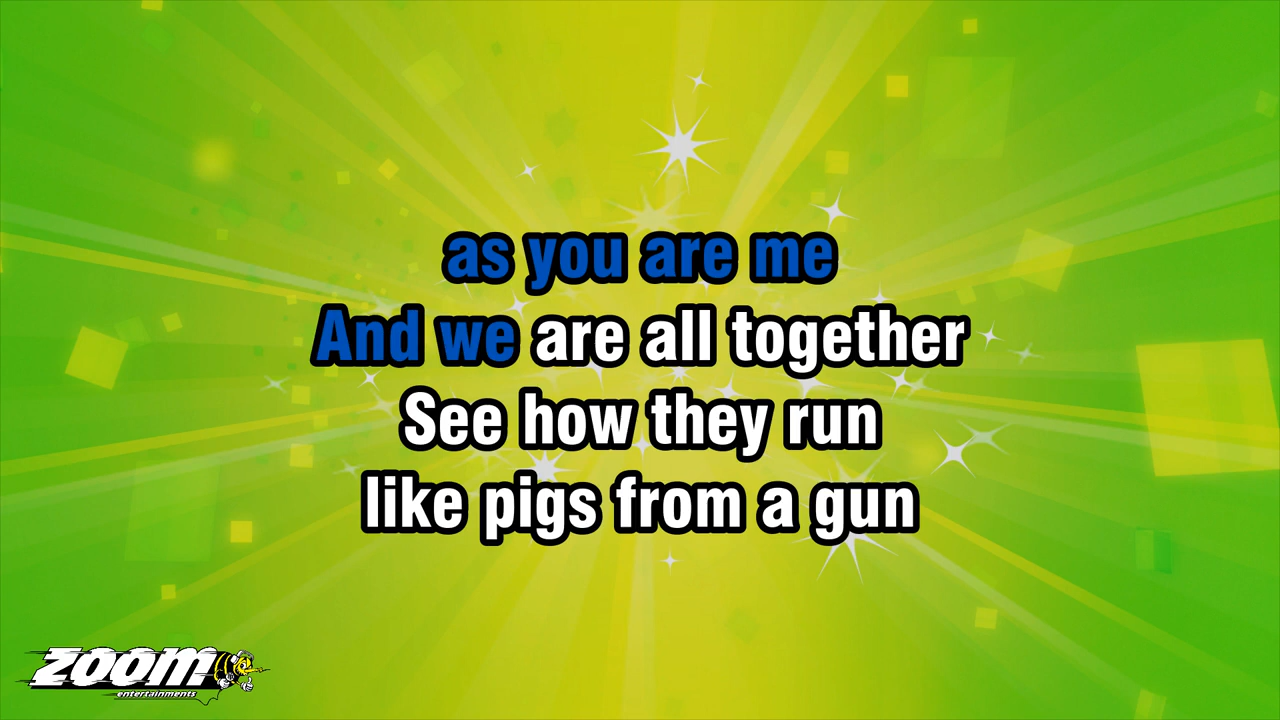 as you are me
And we are all together
See how they run
like pigs from a gun
ZOOM
entertainments